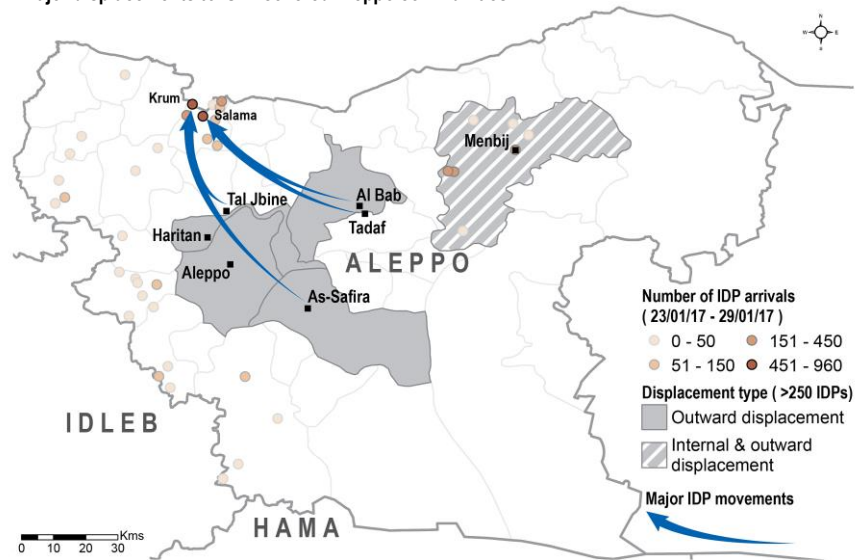 N
W
E
S
Krum
Salama
Menbij
Al Bab
Tal Jbine
Tadaf
Haritan
ALEPPO
Aleppo
As-Safira
Number of IDP arrivals
( 23/01/17 - 29/01/17 )
0 - 50
151 - 450
51 - 150
451 - 960
Displacement type ( >250 IDPs)
Outward displacement
IDLEB
Internal & outward
displacement
Major IDP movements
HAMA
Kms
0 10 20 30